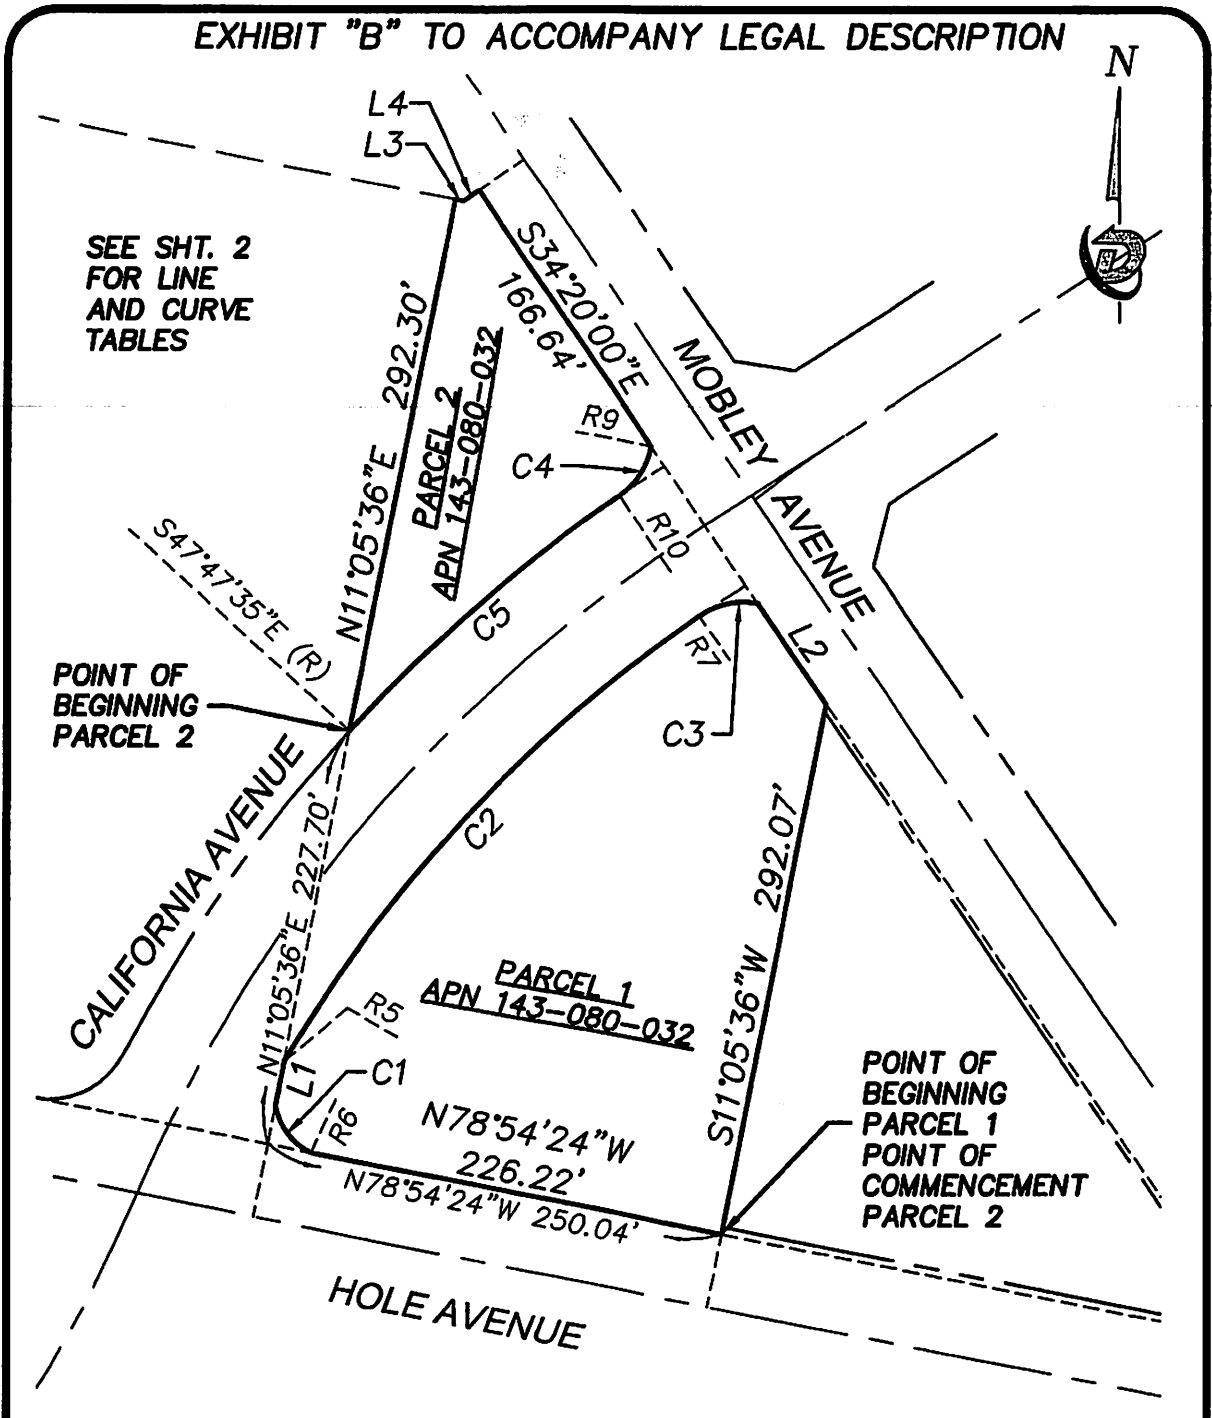 EXHIBIT "B" TO ACCOMPANY LEGAL DESCRIPTION
N
L4
L3
SEE SHT. 2
FOR LINE
AND CURVE
TABLES
S34°20'00"E
166.64'
N11°05'36"E 292.30'
PARCEL 2
APN 143-080-032
MOBLEY
AVENUE
R9
C4
R10
S47°47'35"E (R)
C5
L2
R7
POINT OF
BEGINNING
PARCEL 2
C3
CALIFORNIA AVENUE
N11°05'36"E 227.70'
C2
S11°05'36"W 292.07'
PARCEL 1
APN 143-080-032
R5
L1
C1
R6
N78°54'24"W
226.22'
N78°54'24"W 250.04'
POINT OF
BEGINNING
PARCEL 1
POINT OF
COMMENCEMENT
PARCEL 2
HOLE AVENUE